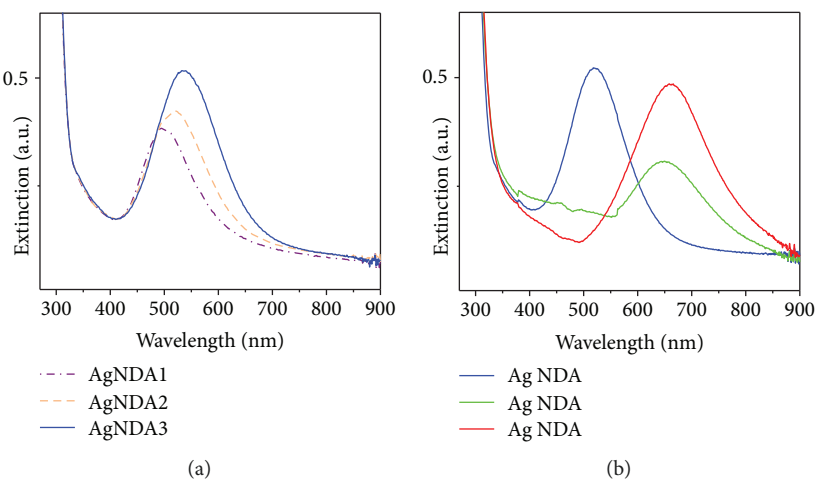 0.5
Extinction (a.u.)
300 400 500 600 700 800 900
Wavelength (nm)
AgNDA1
AgNDA2
AgNDA3
(a)
0.5
Extinction (a.u.)
300 400 500 600 700 800 900
Wavelength (nm)
Ag NDA
Ag NDA
Ag NDA
(b)